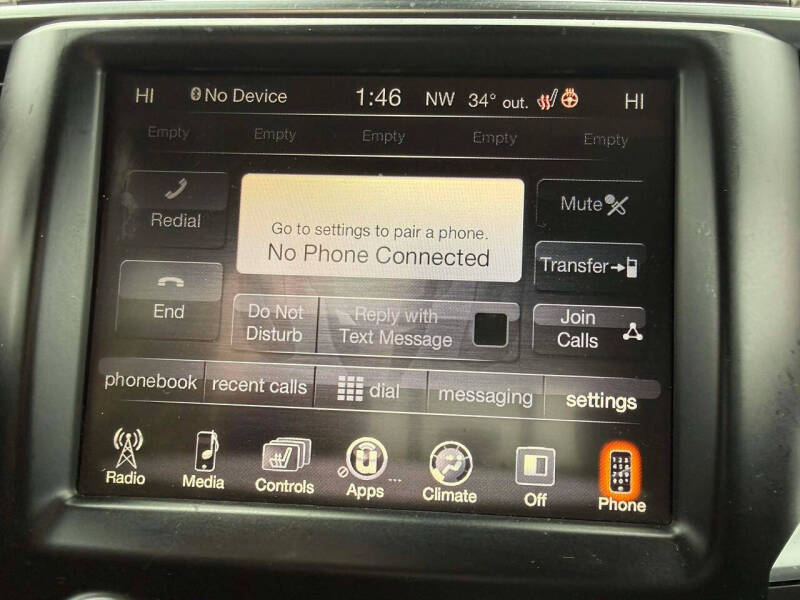 HI No Device 1:46 NW 34° out. HI
Empty Empty Empty Empty Empty
Redial
Go to settings to pair a phone.
No Phone Connected
Mute
Transfer
End
Do Not
Disturb
Reply with
Text Message
Join
Calls
phonebook recent calls dial messaging settings
Radio Media Controls Apps Climate Off Phone